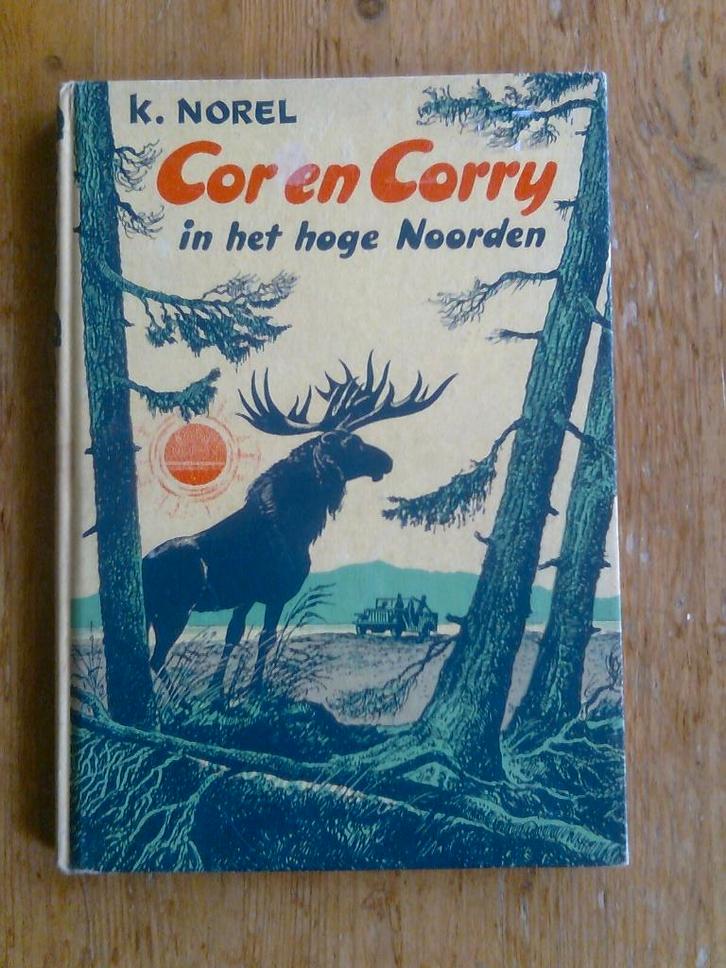 K. NOREL
Cor en Corry
in het hoge Noorden